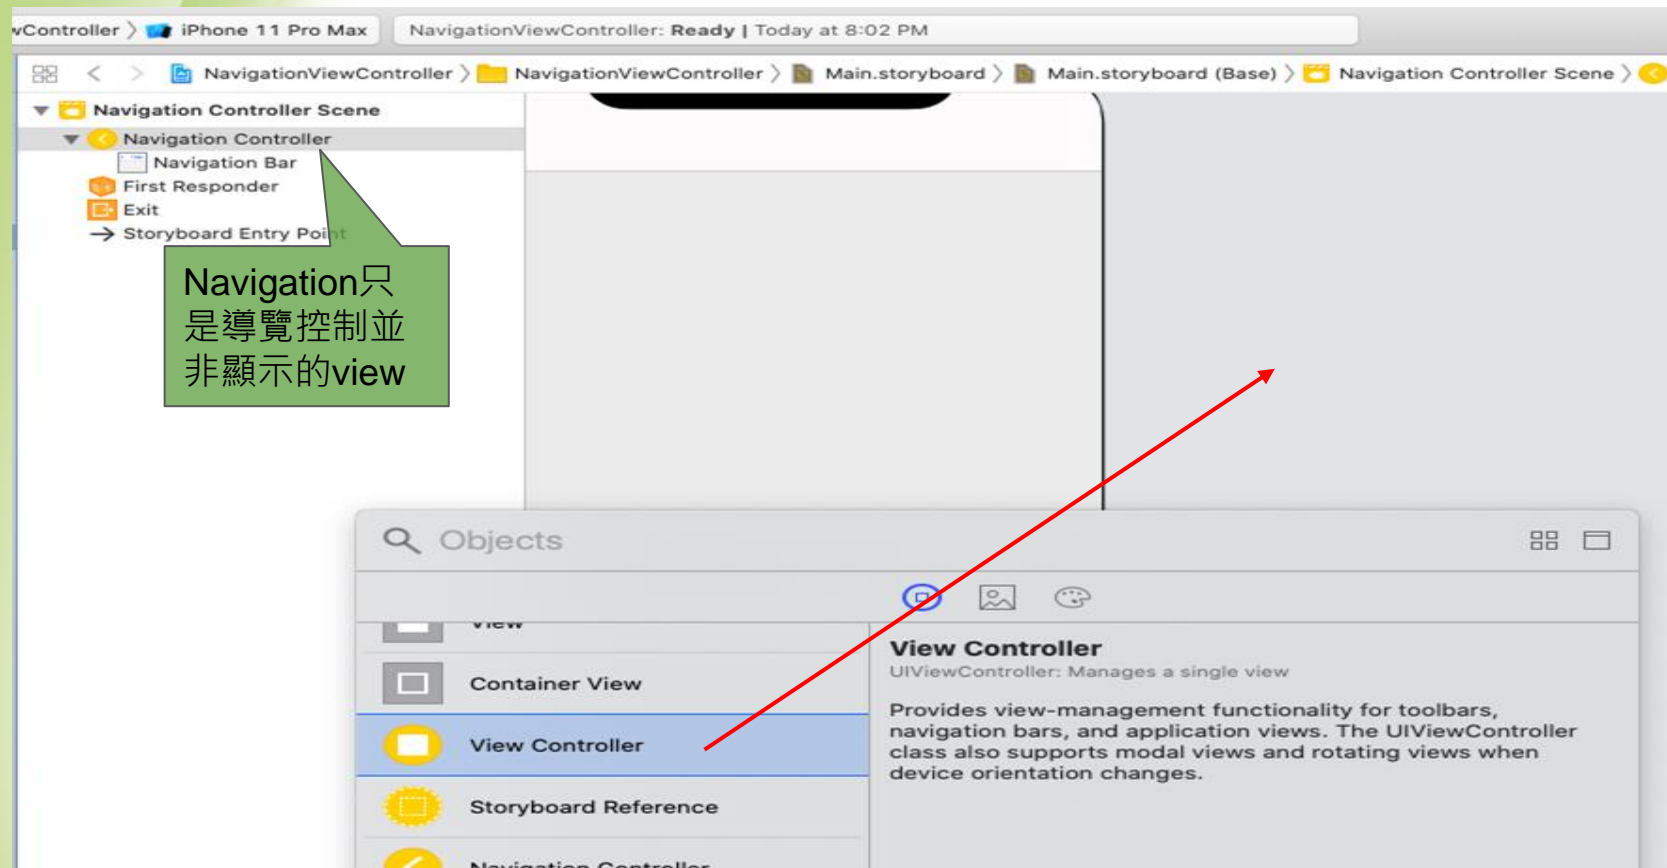 vController 〉 iPhone 11 Pro Max
NavigationViewController: Ready | Today at 8:02 PM
NavigationViewController 〉 NavigationViewController 〉 Main.storyboard 〉 Main.storyboard (Base) 〉 Navigation Controller Scene 〉
Navigation Controller Scene
Navigation Controller
Navigation Bar
First Responder
Exit
Storyboard Entry Point
Navigation只
是導覽控制並
非顯示的view
Objects
View
Container View
View Controller
Storyboard Reference
Navigation Controller
View Controller
UIViewController: Manages a single view
Provides view-management functionality for toolbars,
navigation bars, and application views. The UIViewController
class also supports modal views and rotating views when
device orientation changes.